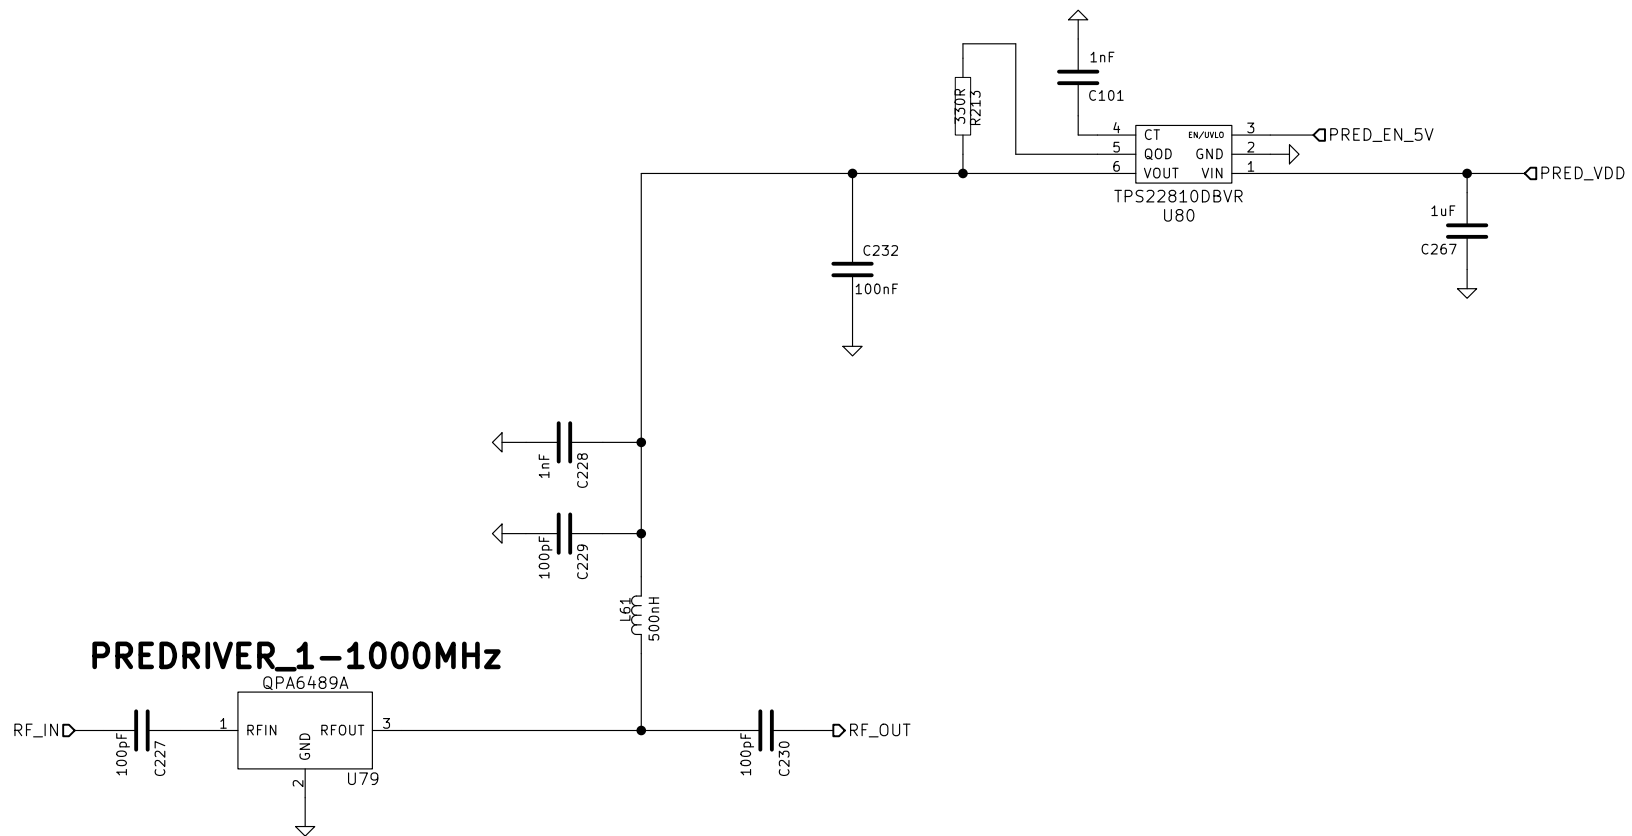 1nF
C101
330R
R213
4
CT
EN/UVLO
3
PRED_EN_5V
5
QOD
GND
2
6
VOUT
VIN
1
PRED_VDD
TPS22810DBVR
U80
1uF
C267
C232
100nF
1nF
C228
100pF
C229
L61
500nH
PREDRIVER_1-1000MHz
QPA6489A
RF_IN
100pF
C227
1
RFIN
GND
RFOUT
3
2
U79
100pF
C230
RF_OUT